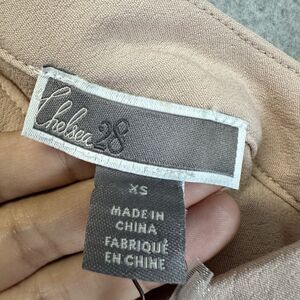 Chelsea28
XS
MADE IN
CHINA
FABRIQUÉ
EN CHINE